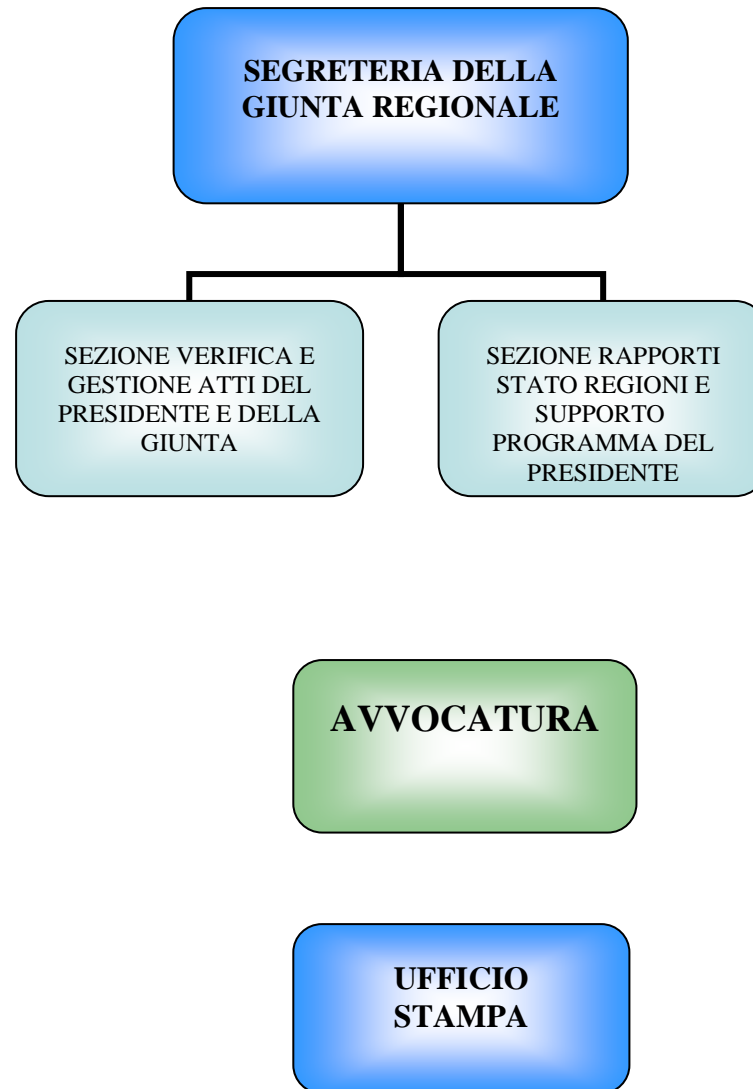 SEGRETERIA DELLA
GIUNTA REGIONALE
SEZIONE VERIFICA E
GESTIONE ATTI DEL
PRESIDENTE E DELLA
GIUNTA
SEZIONE RAPPORTI
STATO REGIONI E
SUPPORTO
PROGRAMMA DEL
PRESIDENTE
AVVOCATURA
UFFICIO
STAMPA